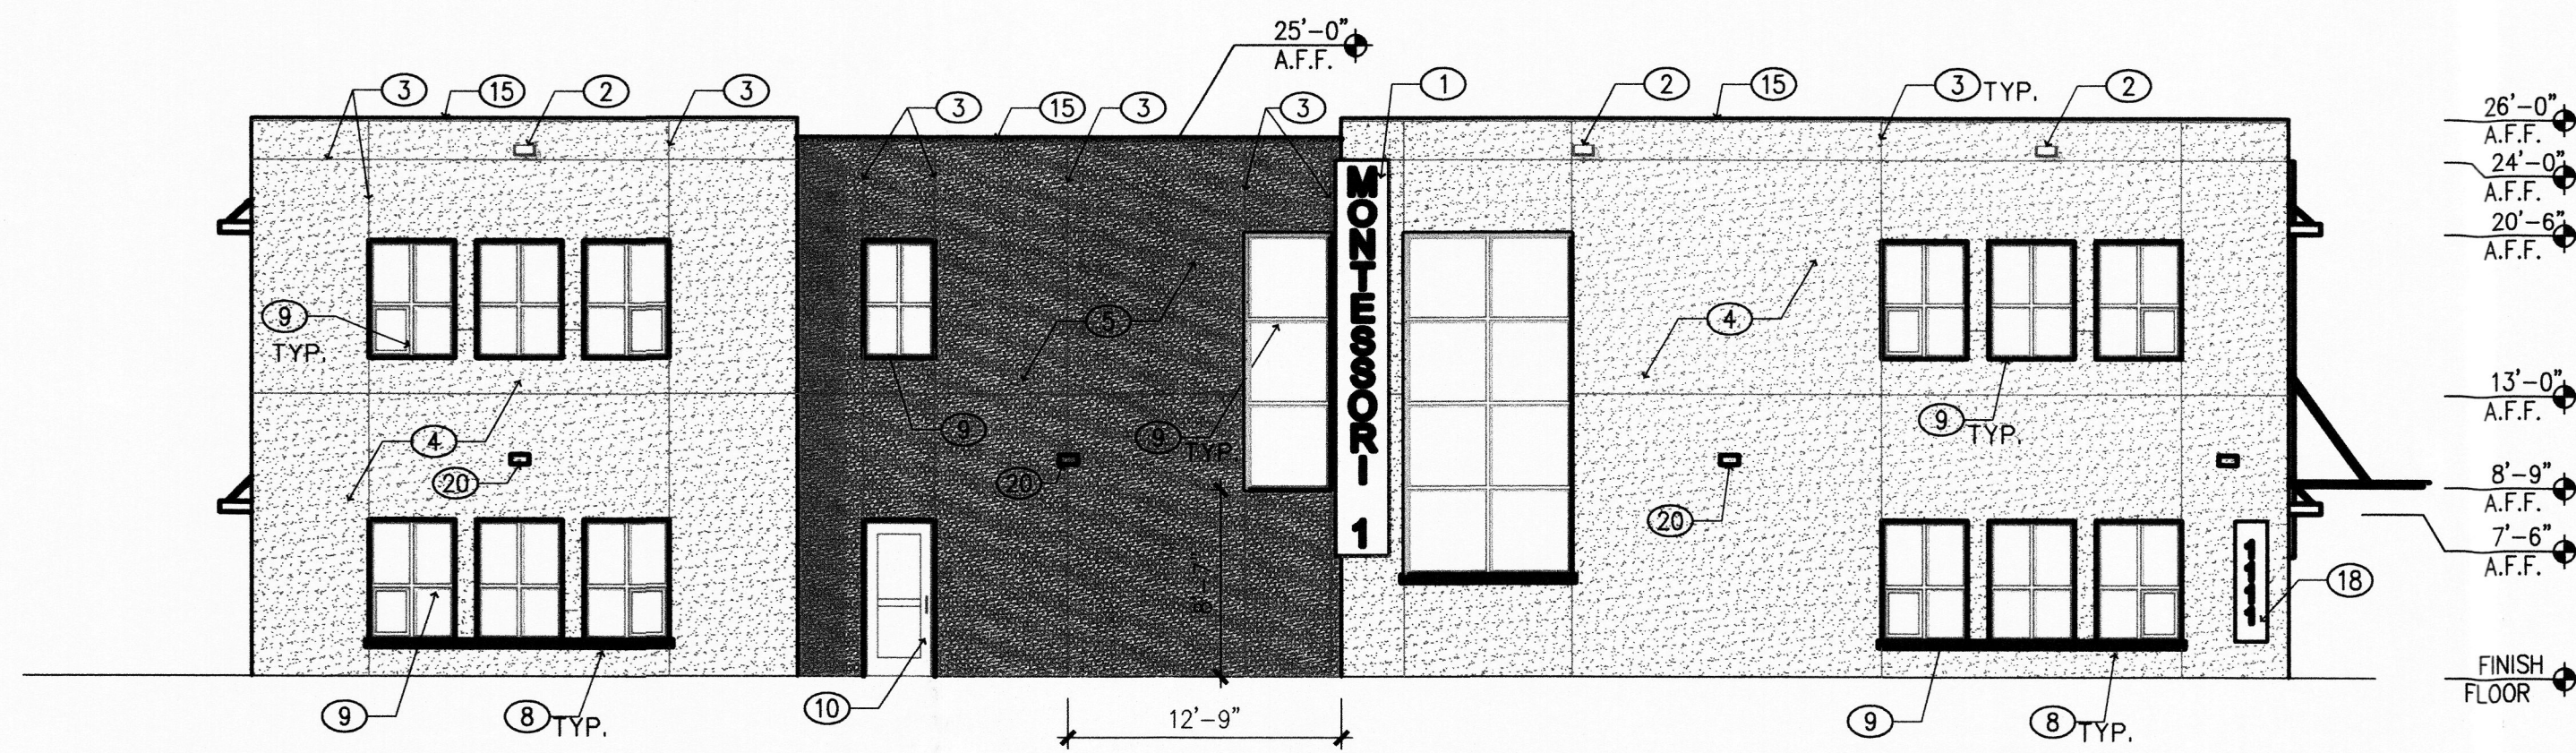 25'-0"
A.F.F.
3
15
2
3
3
15
3
3
1
2
15
3 TYP.
2
26'-0"
A.F.F.
24'-0"
A.F.F.
20'-6"
A.F.F.
MONTESSORI 1
9
TYP.
5
4
9
TYP.
13'-0"
A.F.F.
4
9
9
TYP.
20
20
20
8'-9"
A.F.F.
7'-6"
A.F.F.
18
FINISH
FLOOR
9
8 TYP.
10
12'-9"
9
8 TYP.